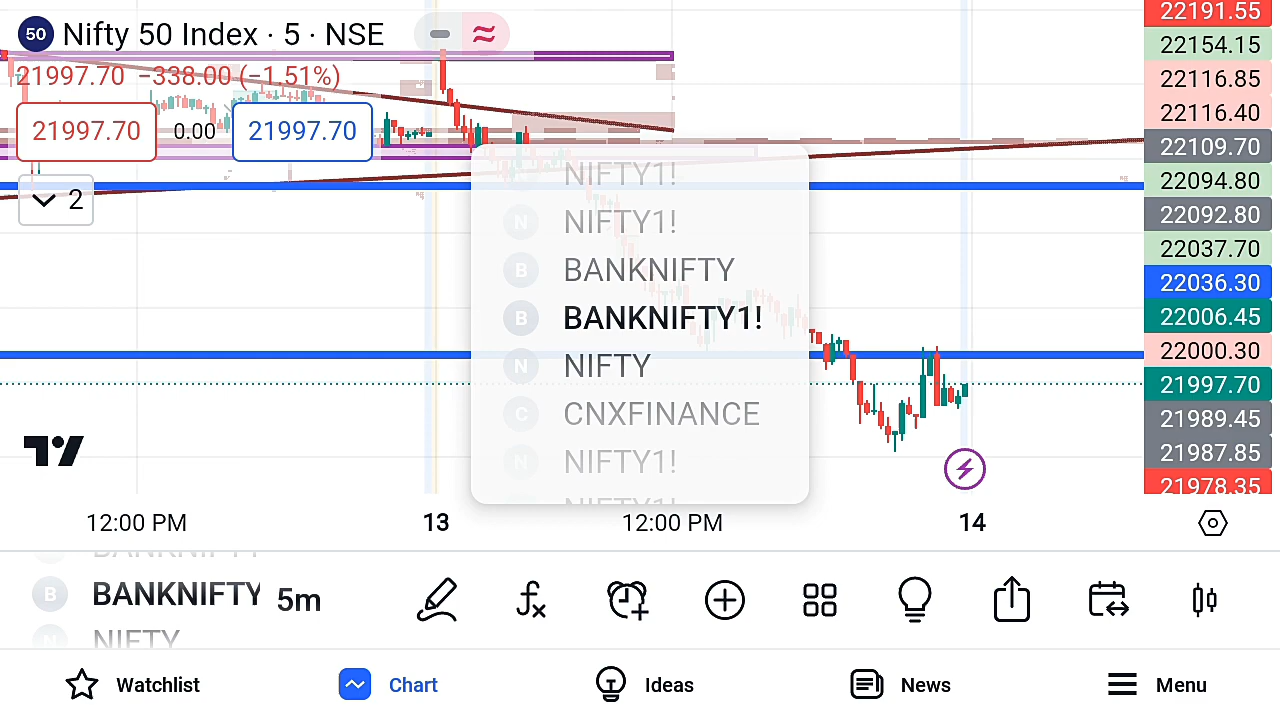 50 Nifty 50 Index · 5 · NSE
21997.70 −338.00 (−1.51%)
21997.70 0.00 21997.70
2
NIFTY1!
N NIFTY1!
B BANKNIFTY
B BANKNIFTY1!
N NIFTY
C CNXFINANCE
N NIFTY1!
NIFTY1!
22191.55
22154.15
22116.85
22116.40
22109.70
22094.80
22092.80
22037.70
22036.30
22006.45
22000.30
21997.70
21989.45
21987.85
21978.35
12:00 PM 13 12:00 PM 14
BANKNIFTY
B BANKNIFTY 5m
NIFTY
Watchlist Chart Ideas News Menu